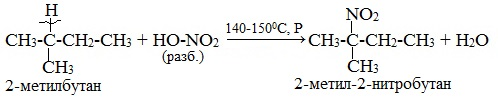 H NO₂
CH₃-C-CH₂-CH₃ + HO-NO₂ 140-150⁰C, P CH₃-C-CH₂-CH₃ + H₂O
CH₃ (разб.) CH₃
2-метилбутан 2-метил-2-нитробутан